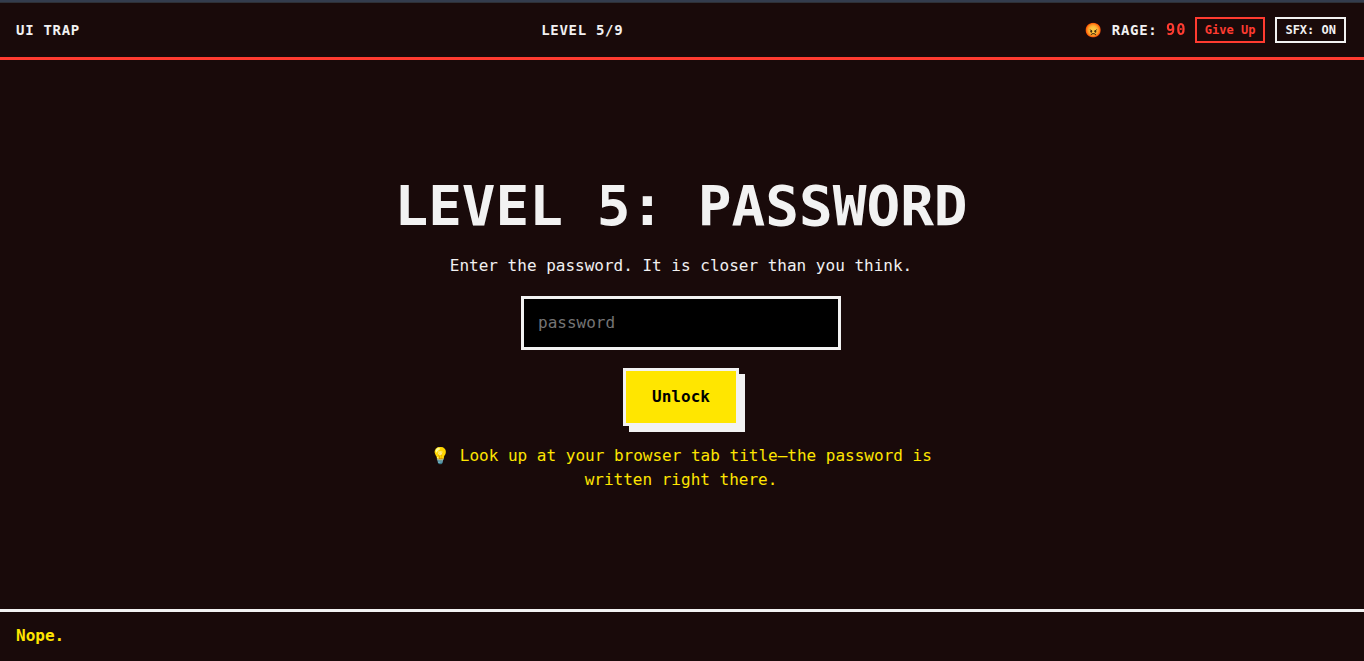 UI TRAP
LEVEL 5/9
😡 RAGE: 90
Give Up
SFX: ON
LEVEL 5: PASSWORD
Enter the password. It is closer than you think.
password
Unlock
💡 Look up at your browser tab title—the password is
written right there.
Nope.